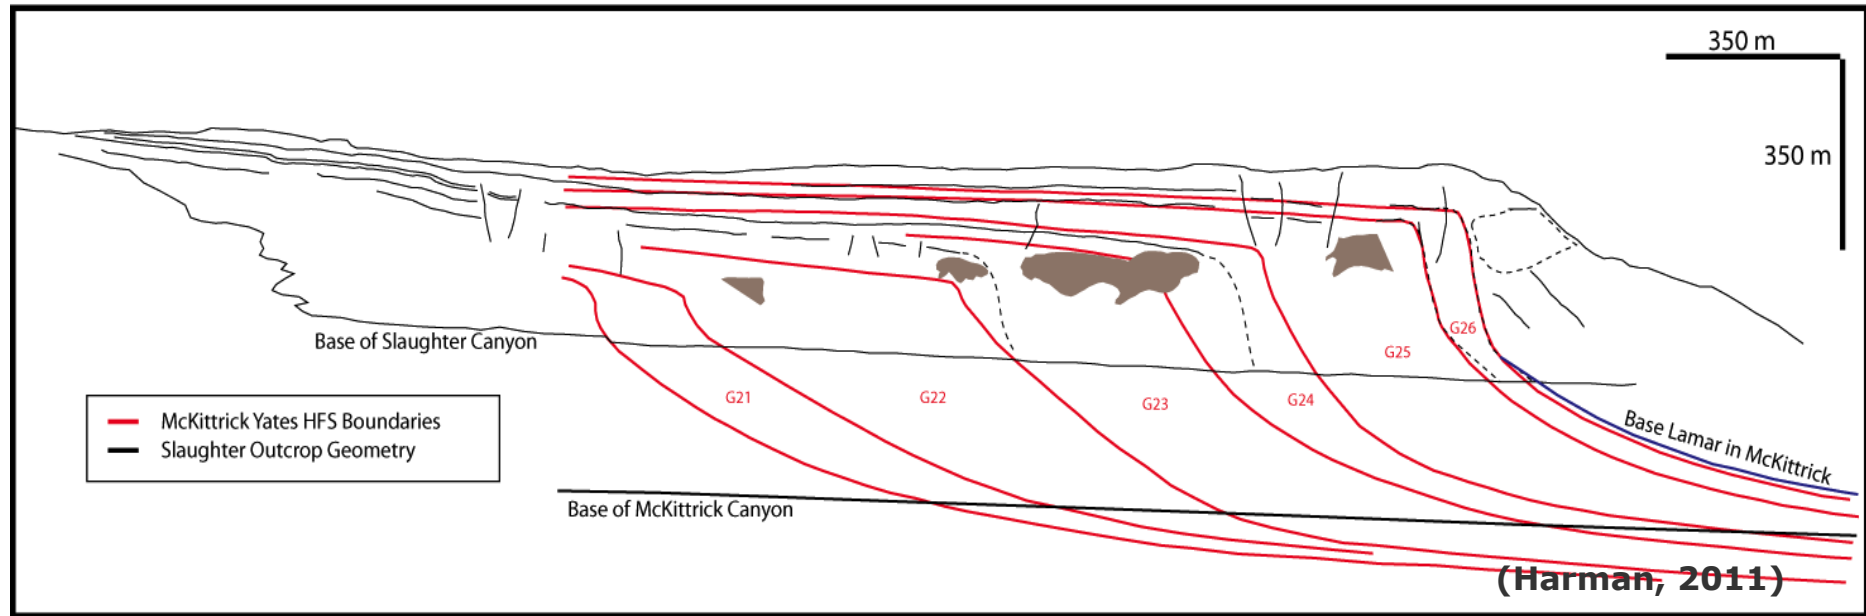 350 m
350 m
Base of Slaughter Canyon
G26
G25
G21
G22
G23
G24
McKittrick Yates HFS Boundaries
Slaughter Outcrop Geometry
Base Lamar in McKittrick
Base of McKittrick Canyon
(Harman, 2011)